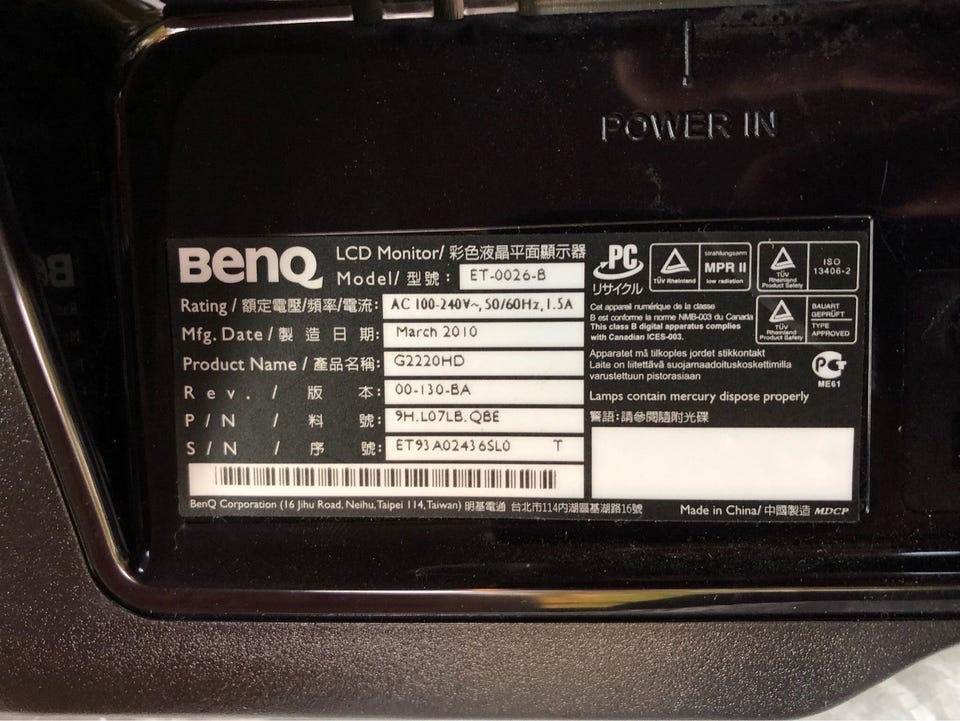 POWER IN
BenQ
LCD Monitor/ 彩色液晶平面顯示器
Model/ 型號 : ET-0026-B
Rating / 額定電壓/頻率/電流: AC 100-240V~, 50/60Hz, 1.5A
Mfg. Date / 製造日期: March 2010
Product Name / 產品名稱: G2220HD
Rev. / 版本: 00-130-BA
P/N / 料號: 9H.L07LB.QBE
S/N / 序號: ET93A02436SL0 T
BenQ Corporation (16 Jihu Road, Neihu, Taipei 114, Taiwan) 明基電通 台北市114內湖區基湖路16號
PC
リサイクル
TÜV Rheinland
strahlungsarm
MPR II
low radiation
TÜV
Rheinland
Product Safety
ISO
13406-2
Cet appareil numérique de la classe
B est conforme la norme NMB-003 du Canada
This class B digital apparatus complies
with Canadian ICES-003.
TÜV
Rheinland
Product Safety
BAUART
GEPRÜFT
TYPE
APPROVED
Apparatet må tilkoples jordet stikkontakt
Laite on liitettävä suojamaadoituskoskettimilla
varustettuun pistorasiaan
ME61
Lamps contain mercury dispose properly
警語:請參閱隨附光碟
Made in China/ 中國製造 MDCP